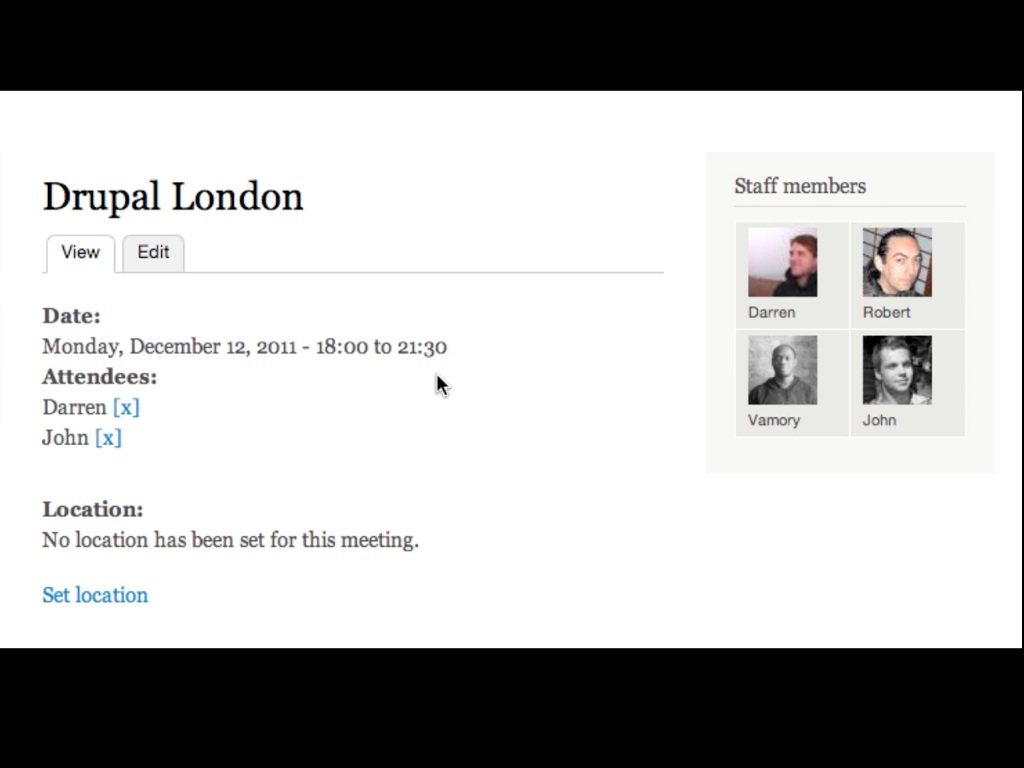 Drupal London
View
Edit
Date:
Monday, December 12, 2011 - 18:00 to 21:30
Attendees:
Darren [x]
John [x]
Location:
No location has been set for this meeting.
Set location
Staff members
Darren
Robert
Vamory
John